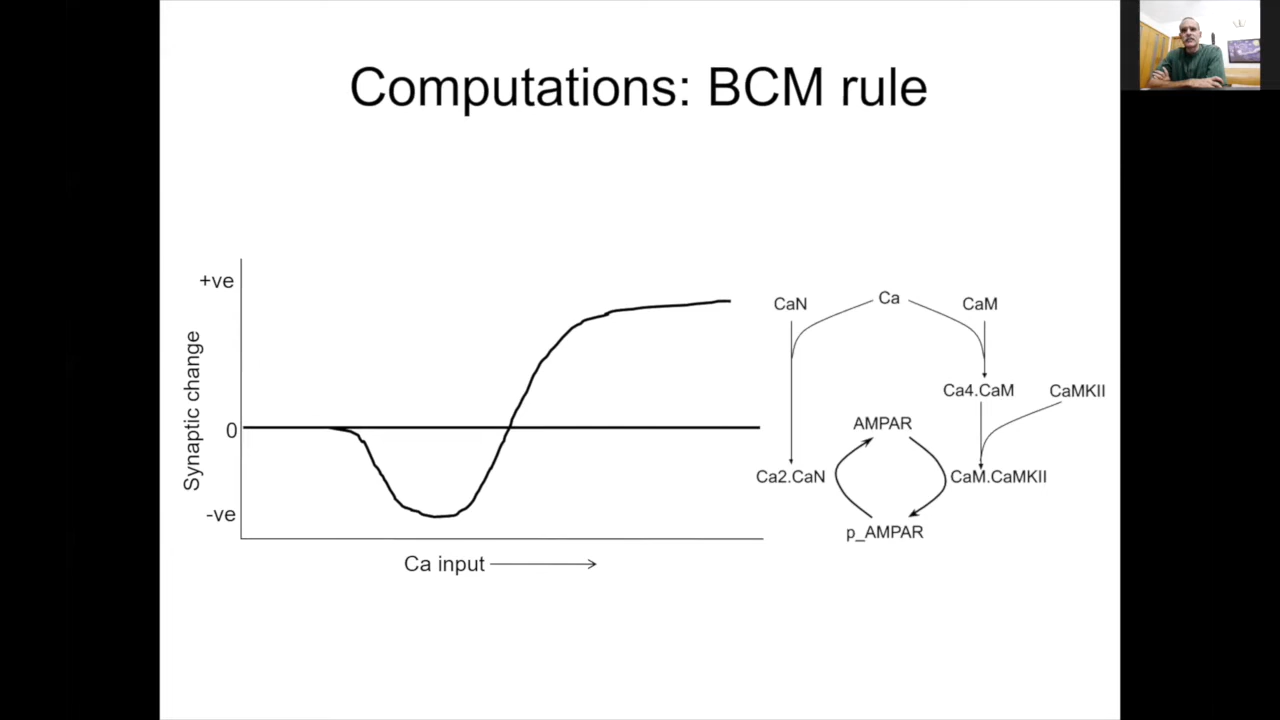 Computations: BCM rule
+ve
0
-ve
Synaptic change
Ca input
CaN
Ca
CaM
Ca4.CaM
CaMKII
AMPAR
Ca2.CaN
CaM.CaMKII
p_AMPAR